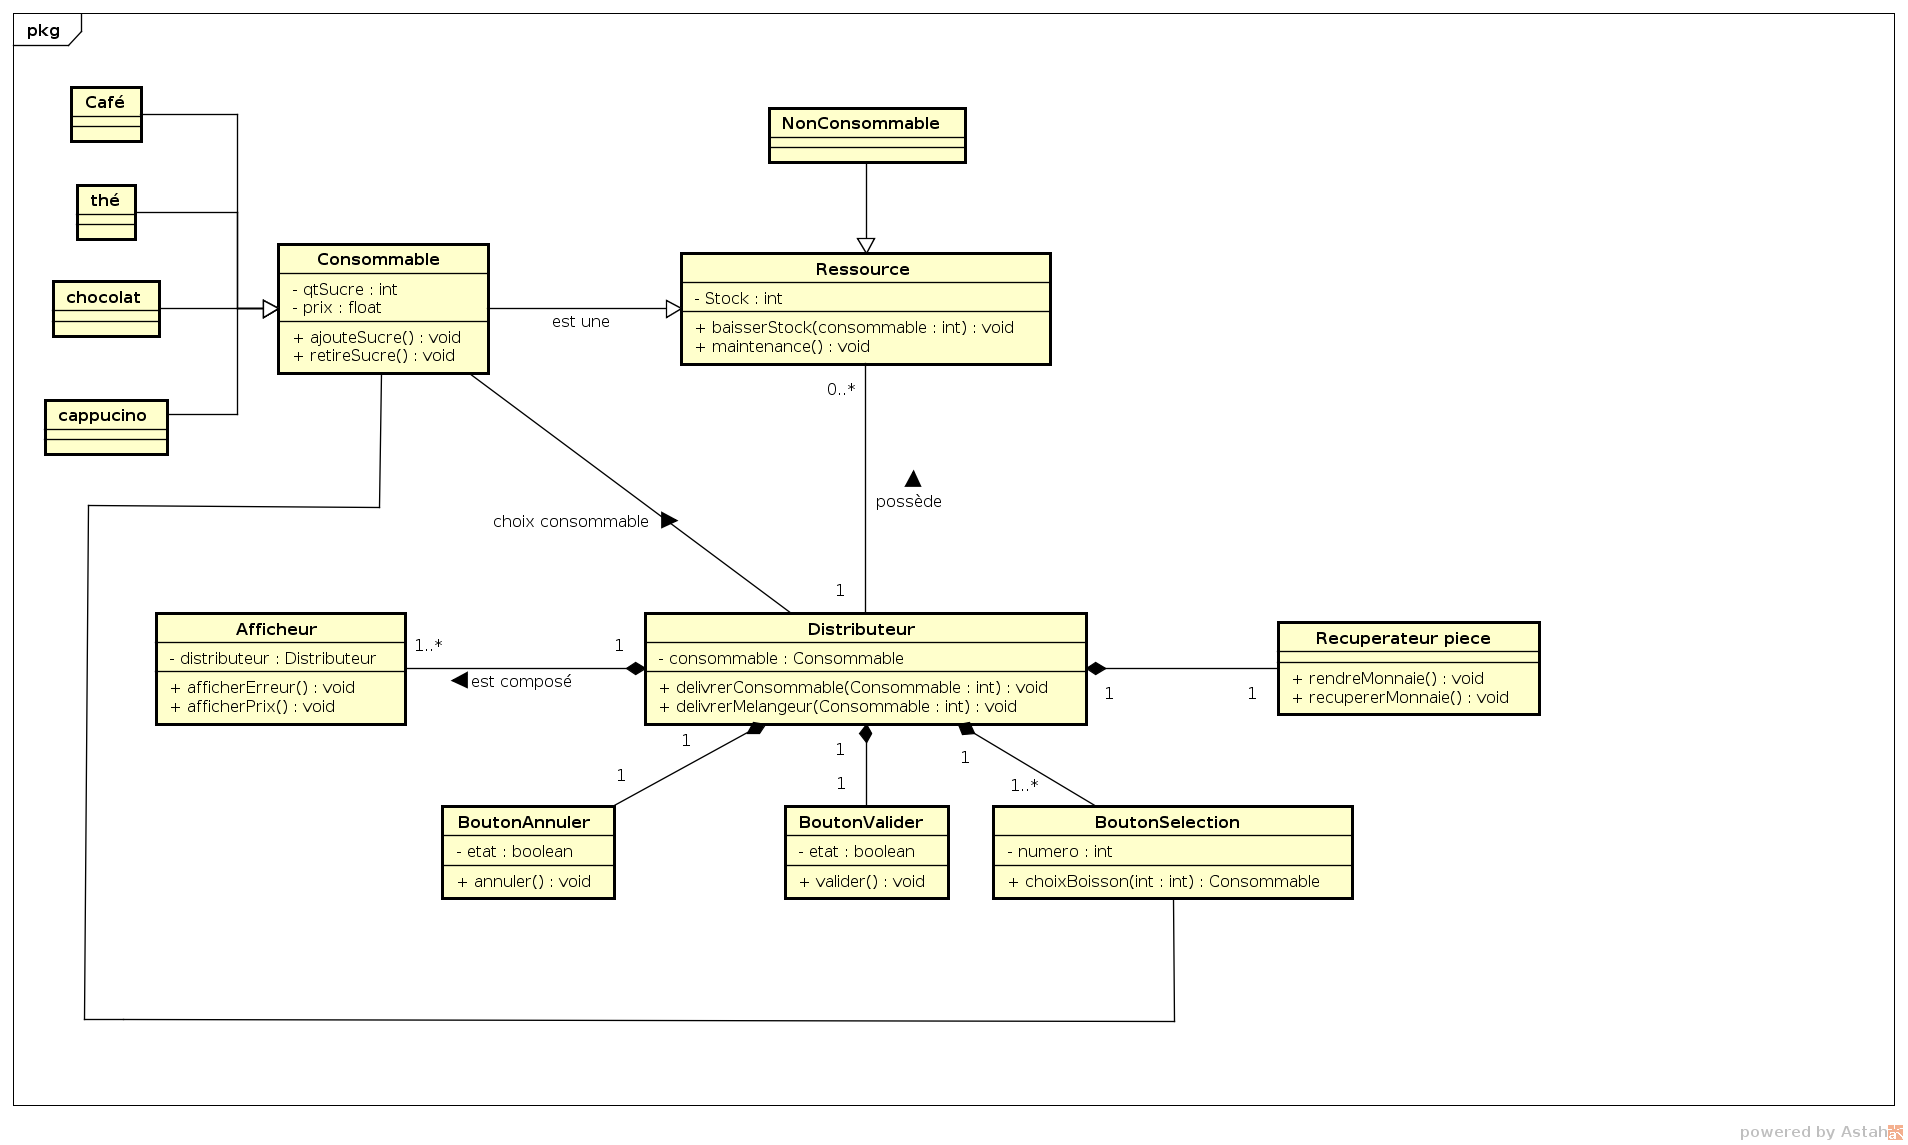 pkg
Café
thé
chocolat
cappucino
NonConsommable
Consommable
- qtSucre : int
- prix : float
+ ajouteSucre() : void
+ retireSucre() : void
est une
Ressource
- Stock : int
+ baisserStock(consommable : int) : void
+ maintenance() : void
0..*
possède
choix consommable
1
Afficheur
- distributeur : Distributeur
+ afficherErreur() : void
+ afficherPrix() : void
1..*
1
est composé
Distributeur
- consommable : Consommable
+ delivrerConsommable(Consommable : int) : void
+ delivrerMelangeur(Consommable : int) : void
1
1
Recuperateur piece
+ rendreMonnaie() : void
+ recupererMonnaie() : void
1
1
1
1
1
1..*
BoutonAnnuler
- etat : boolean
+ annuler() : void
BoutonValider
- etat : boolean
+ valider() : void
BoutonSelection
- numero : int
+ choixBoisson(int : int) : Consommable
powered by Astah